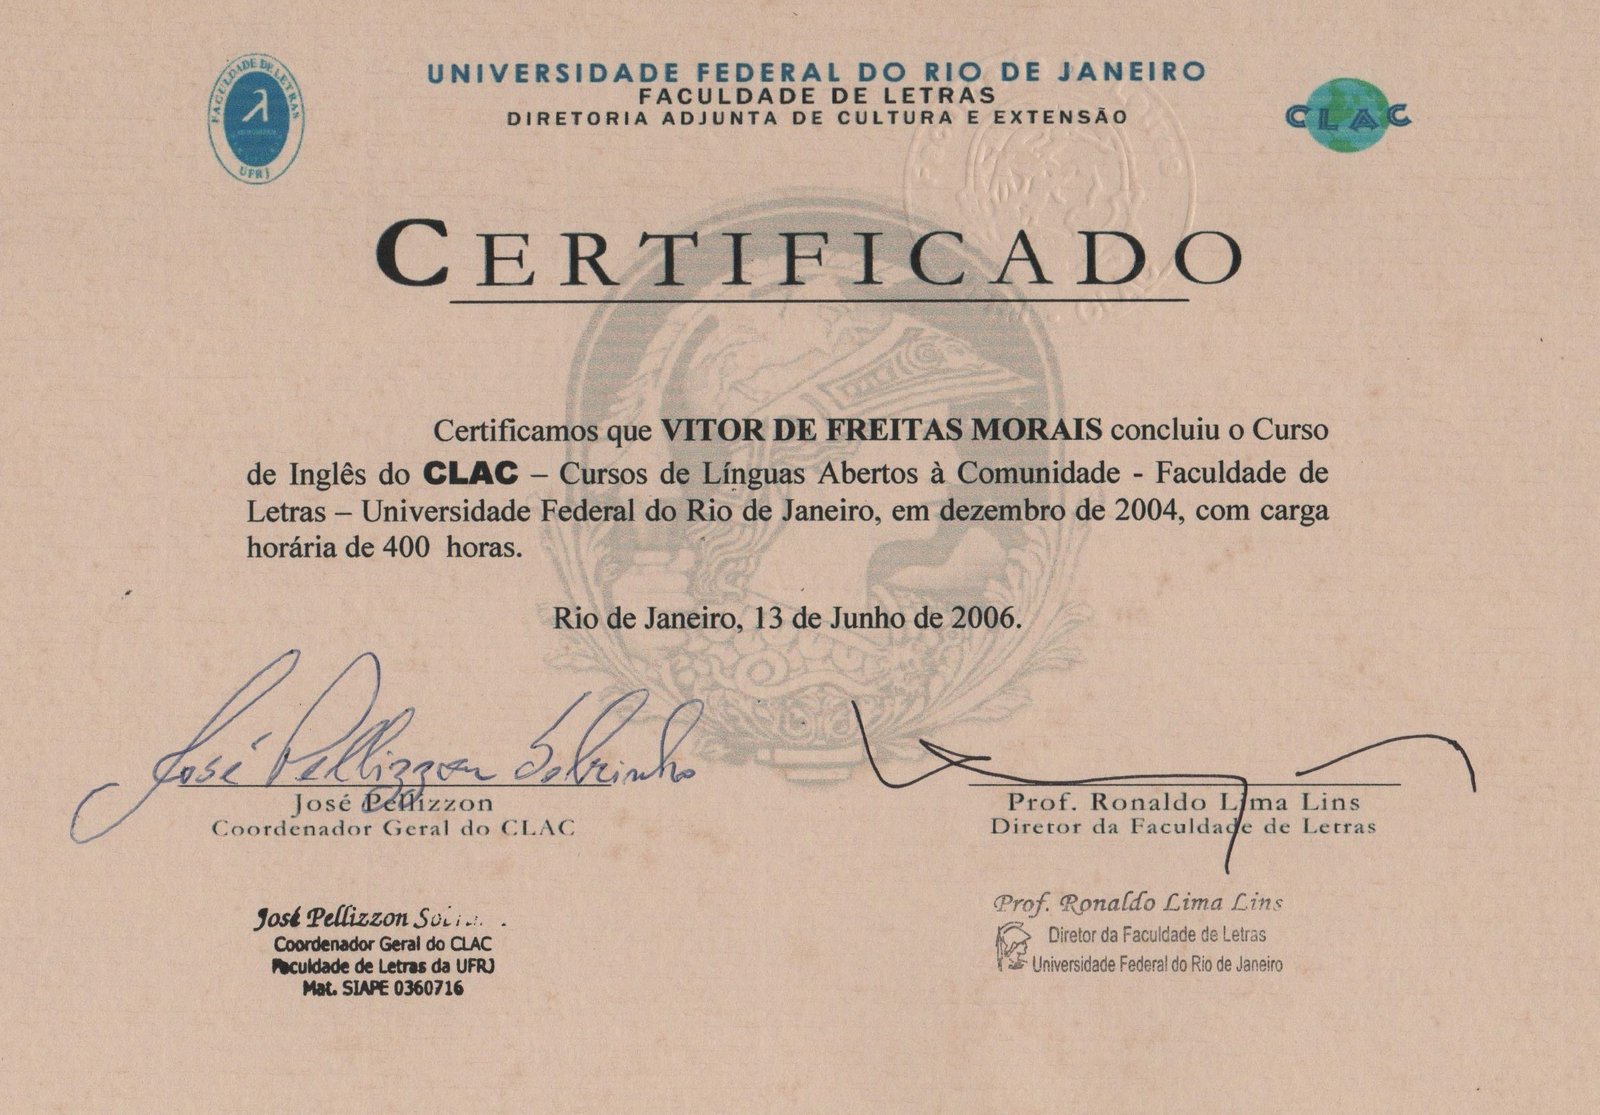 FACULDADE DE LETRAS
UFRJ
UNIVERSIDADE FEDERAL DO RIO DE JANEIRO
FACULDADE DE LETRAS
DIRETORIA ADJUNTA DE CULTURA E EXTENSÃO
CLAC
CERTIFICADO
Certificamos que VITOR DE FREITAS MORAIS concluiu o Curso
de Inglês do CLAC – Cursos de Línguas Abertos à Comunidade - Faculdade de
Letras – Universidade Federal do Rio de Janeiro, em dezembro de 2004, com carga
horária de 400 horas.
Rio de Janeiro, 13 de Junho de 2006.
José Pellizzon Sobrinho
José Pellizzon
Coordenador Geral do CLAC
Prof. Ronaldo Lima Lins
Diretor da Faculdade de Letras
José Pellizzon
Coordenador Geral do CLAC
Faculdade de Letras da UFRJ
Mat. SIAPE 0360716
Prof. Ronaldo Lima Lins
Diretor da Faculdade de Letras
Universidade Federal do Rio de Janeiro